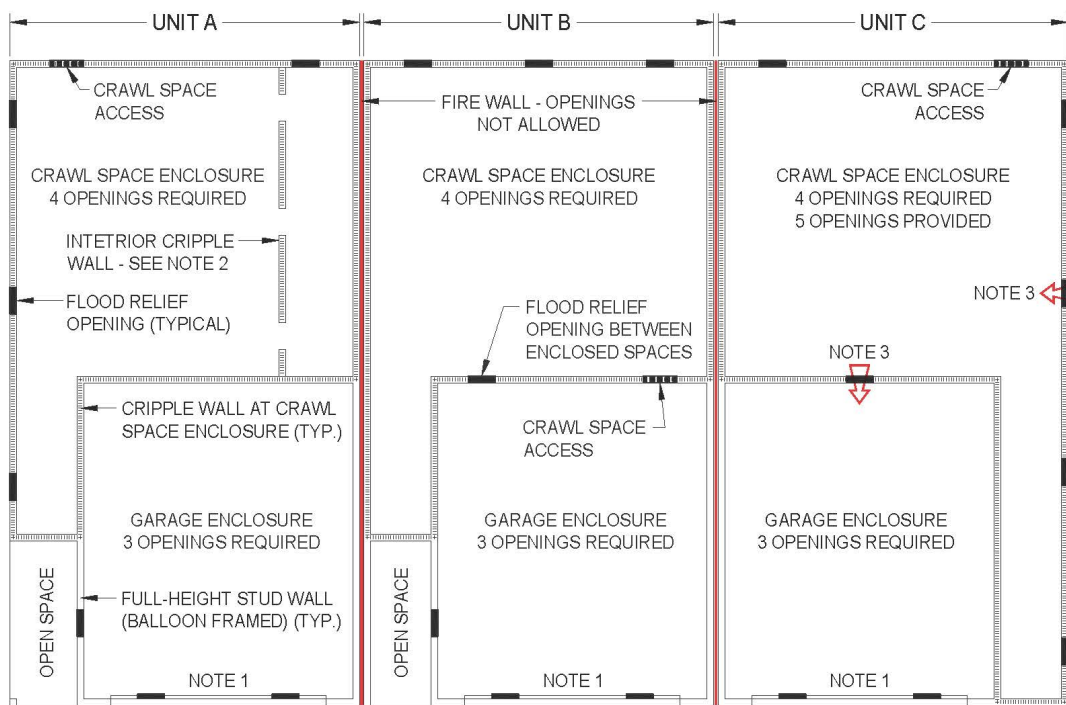 UNIT A
UNIT B
UNIT C
CRAWL SPACE
ACCESS
FIRE WALL - OPENINGS
NOT ALLOWED
CRAWL SPACE
ACCESS
CRAWL SPACE ENCLOSURE
4 OPENINGS REQUIRED
CRAWL SPACE ENCLOSURE
4 OPENINGS REQUIRED
CRAWL SPACE ENCLOSURE
4 OPENINGS REQUIRED
5 OPENINGS PROVIDED
INTETRIOR CRIPPLE
WALL - SEE NOTE 2
FLOOD RELIEF
OPENING (TYPICAL)
FLOOD RELIEF
OPENING BETWEEN
ENCLOSED SPACES
NOTE 3
NOTE 3
CRIPPLE WALL AT CRAWL
SPACE ENCLOSURE (TYP.)
CRAWL SPACE
ACCESS
GARAGE ENCLOSURE
3 OPENINGS REQUIRED
GARAGE ENCLOSURE
3 OPENINGS REQUIRED
GARAGE ENCLOSURE
3 OPENINGS REQUIRED
OPEN SPACE
FULL-HEIGHT STUD WALL
(BALLOON FRAMED) (TYP.)
OPEN SPACE
NOTE 1
NOTE 1
NOTE 1